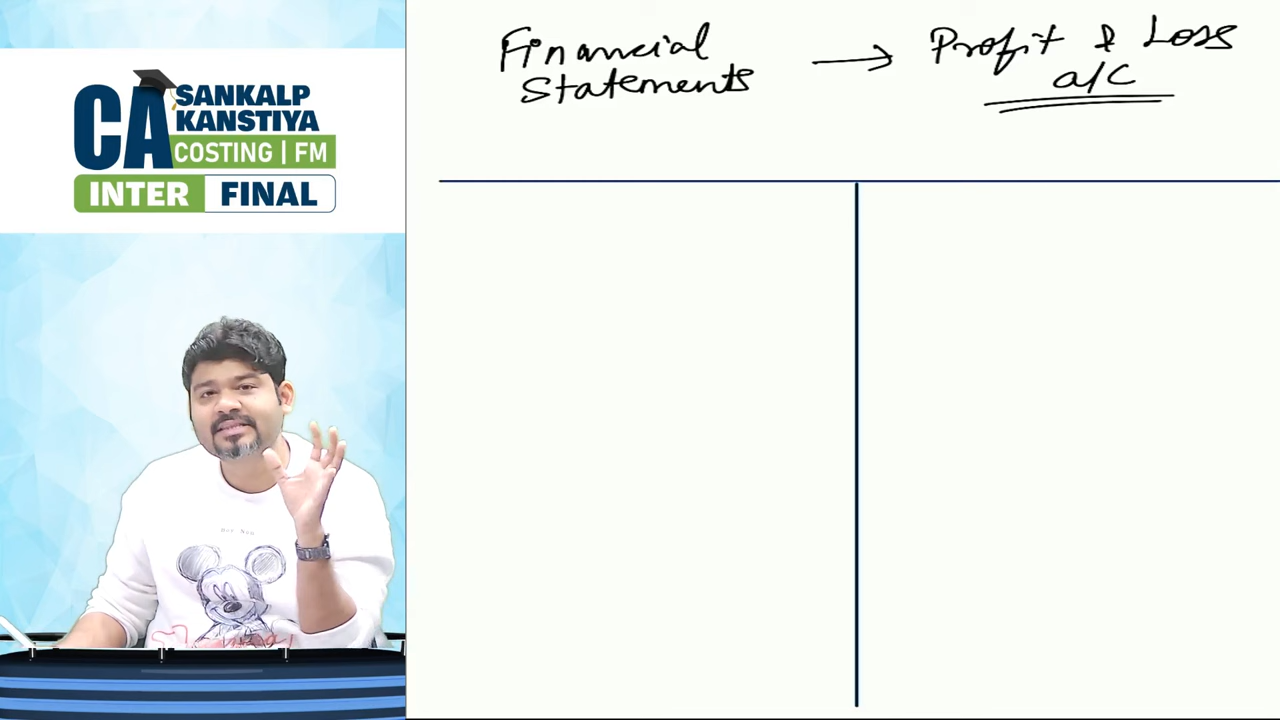 CA
SANKALP
KANSTIYA
COSTING | FM
INTER FINAL
Financial
Statements → Profit & Loss
a/c